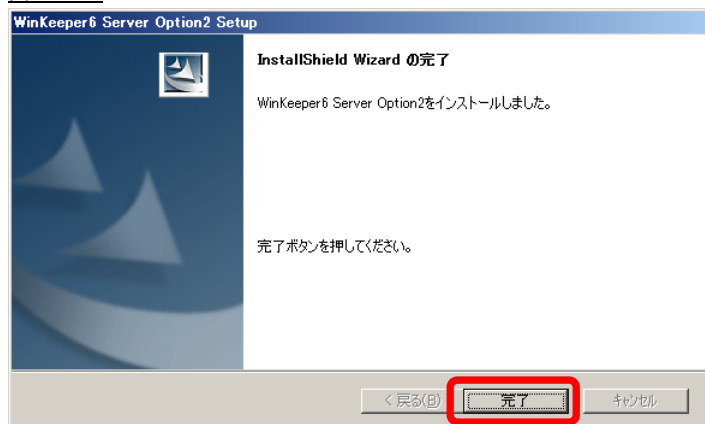 WinKeeper6 Server Option2 Setup
InstallShield Wizard の完了
WinKeeper6 Server Option2をインストールしました。
完了ボタンを押してください。
< 戻る(B)
完了
キャンセル